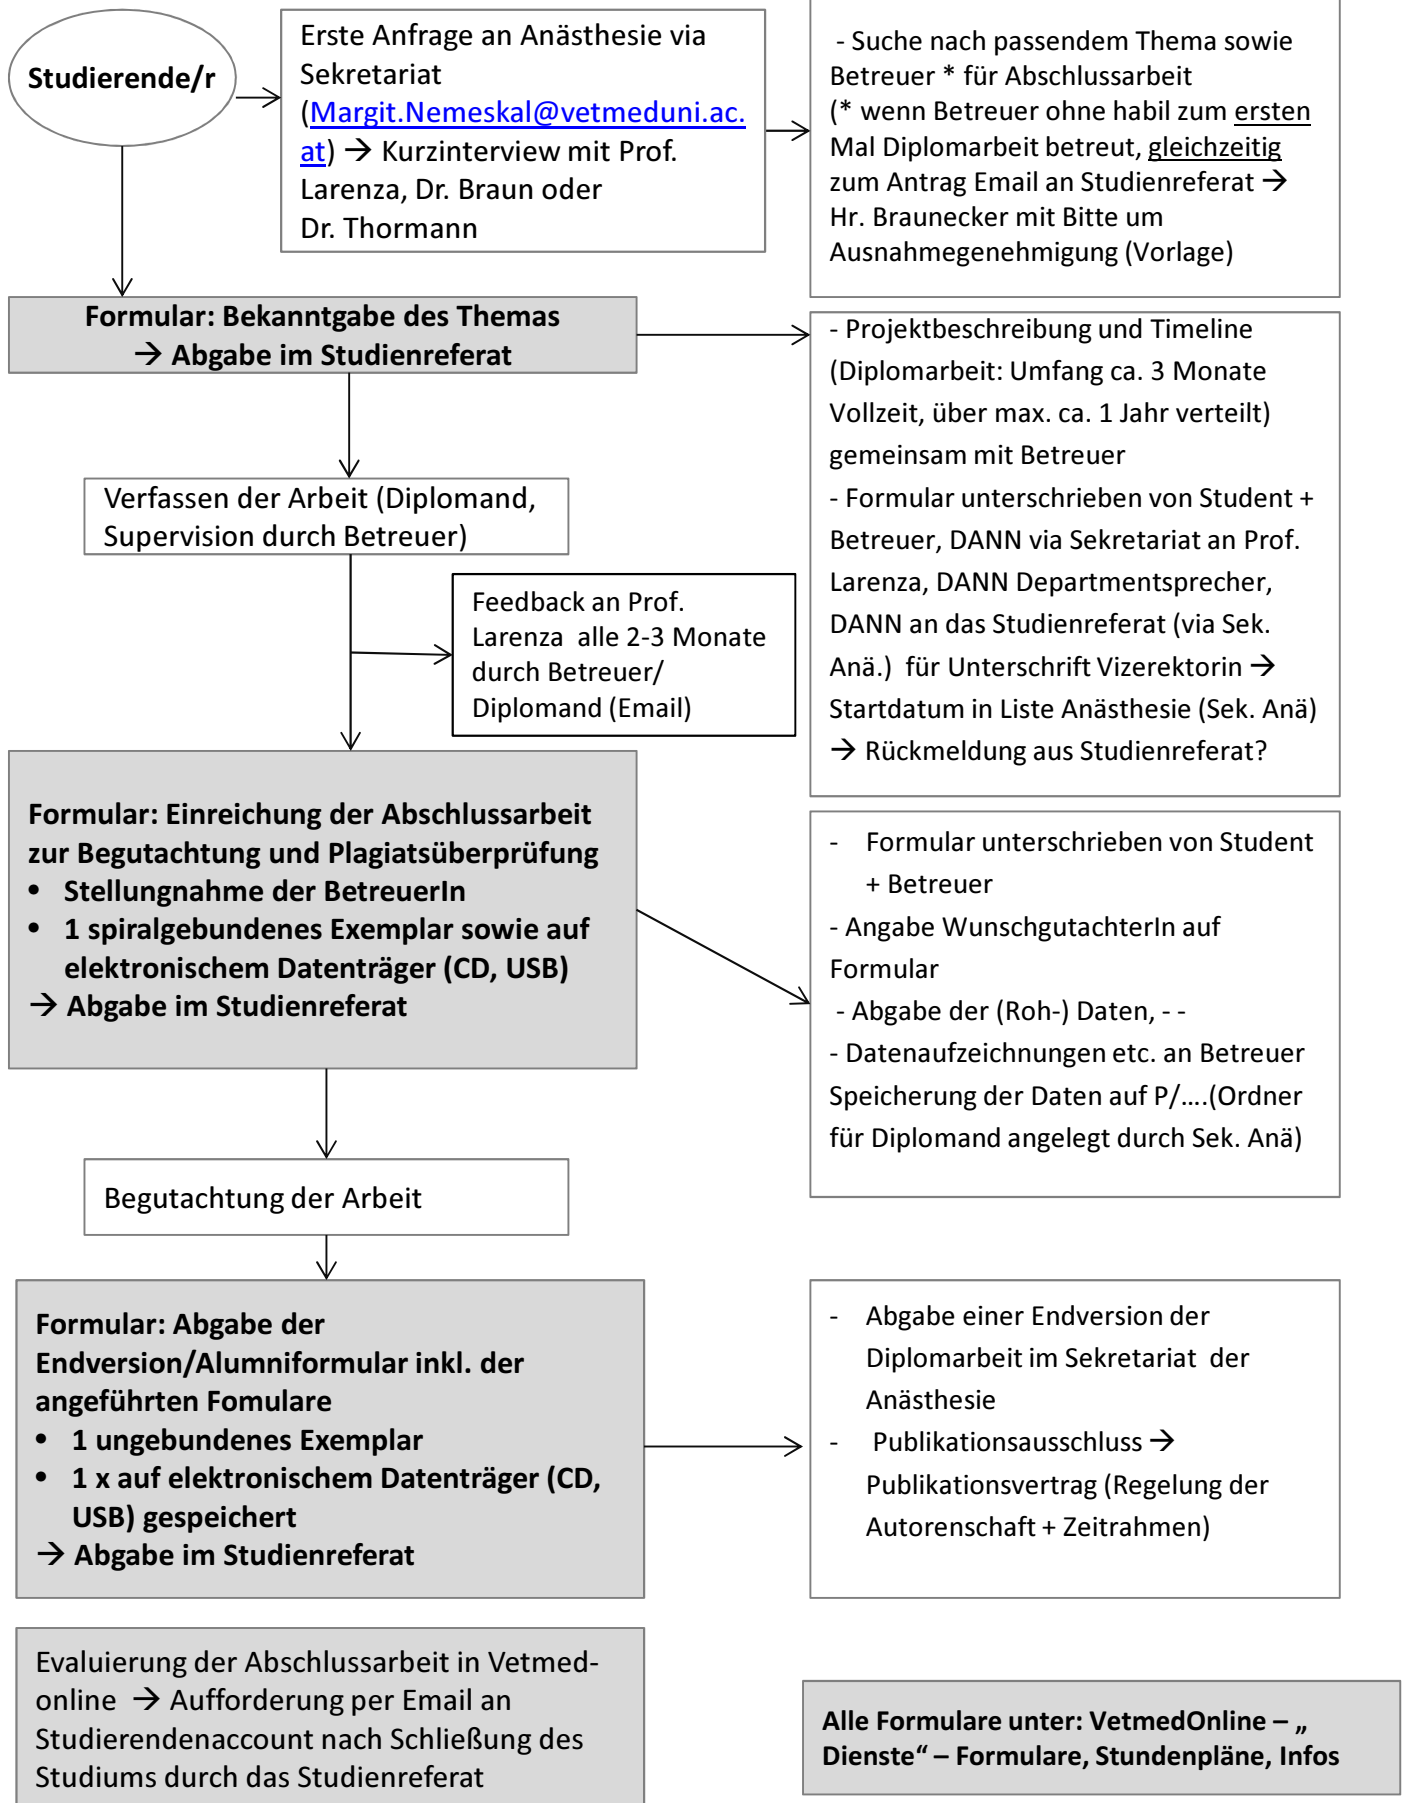 Studierende/r
Erste Anfrage an Anästhesie via
Sekretariat
(Margit.Nemeskal@vetmeduni.ac.
at) → Kurzinterview mit Prof.
Larenza, Dr. Braun oder
Dr. Thormann
- Suche nach passendem Thema sowie
Betreuer * für Abschlussarbeit
(* wenn Betreuer ohne habil zum ersten
Mal Diplomarbeit betreut, gleichzeitig
zum Antrag Email an Studienreferat →
Hr. Braunecker mit Bitte um
Ausnahmegenehmigung (Vorlage)
Formular: Bekanntgabe des Themas
→ Abgabe im Studienreferat
- Projektbeschreibung und Timeline
(Diplomarbeit: Umfang ca. 3 Monate
Vollzeit, über max. ca. 1 Jahr verteilt)
gemeinsam mit Betreuer
- Formular unterschrieben von Student +
Betreuer, DANN via Sekretariat an Prof.
Larenza, DANN Departmentsprecher,
DANN an das Studienreferat (via Sek.
Anä.) für Unterschrift Vizerektorin →
Startdatum in Liste Anästhesie (Sek. Anä)
→ Rückmeldung aus Studienreferat?
Verfassen der Arbeit (Diplomand,
Supervision durch Betreuer)
Feedback an Prof.
Larenza alle 2-3 Monate
durch Betreuer/
Diplomand (Email)
Formular: Einreichung der Abschlussarbeit
zur Begutachtung und Plagiatsüberprüfung
• Stellungnahme der BetreuerIn
• 1 spiralgebundenes Exemplar sowie auf
elektronischem Datenträger (CD, USB)
→ Abgabe im Studienreferat
- Formular unterschrieben von Student
+ Betreuer
- Angabe WunschgutachterIn auf
Formular
- Abgabe der (Roh-) Daten, - -
- Datenaufzeichnungen etc. an Betreuer
Speicherung der Daten auf P/....(Ordner
für Diplomand angelegt durch Sek. Anä)
Begutachtung der Arbeit
Formular: Abgabe der
Endversion/Alumniformular inkl. der
angeführten Fomulare
• 1 ungebundenes Exemplar
• 1 x auf elektronischem Datenträger (CD,
USB) gespeichert
→ Abgabe im Studienreferat
- Abgabe einer Endversion der
Diplomarbeit im Sekretariat der
Anästhesie
- Publikationsausschluss →
Publikationsvertrag (Regelung der
Autorenschaft + Zeitrahmen)
Evaluierung der Abschlussarbeit in Vetmed-
online → Aufforderung per Email an
Studierendenaccount nach Schließung des
Studiums durch das Studienreferat
Alle Formulare unter: VetmedOnline – „
Dienste“ – Formulare, Stundenpläne, Infos